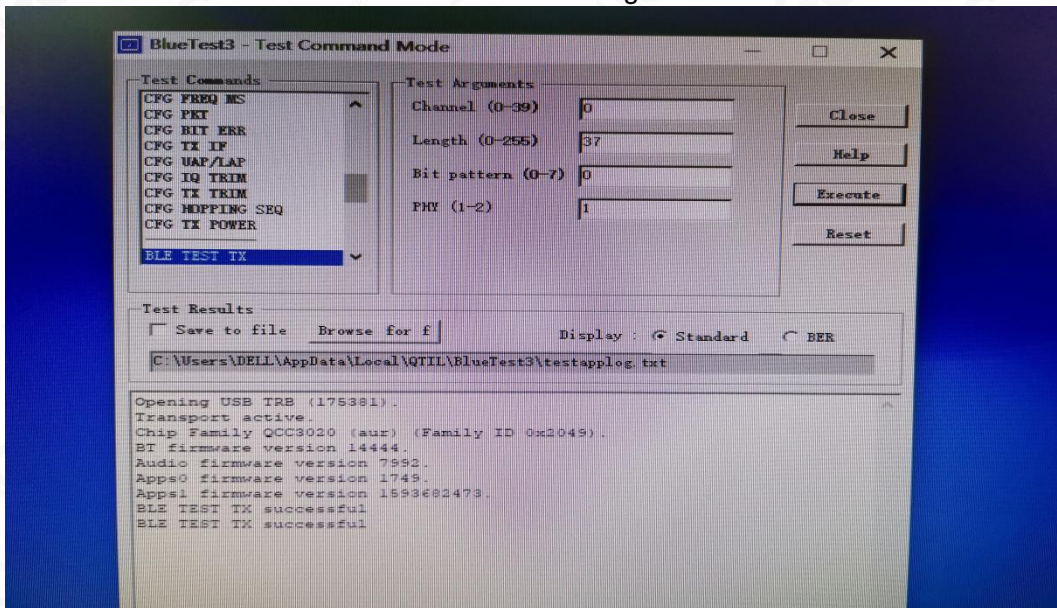 BlueTest3 - Test Command Mode
Test Commands
CFG FREQ MS
CFG PKT
CFG BIT ERR
CFG TX IF
CFG UAP/LAP
CFG IQ TRIM
CFG TX TRIM
CFG HOPPING SEQ
CFG TX POWER
BLE TEST TX
Test Arguments
Channel (0-39) 0
Length (0-255) 37
Bit pattern (0-7) 0
PHY (1-2) 1
Close
Help
Execute
Reset
Test Results
Save to file Browse for f Display : Standard BER
C:\Users\DELL\AppData\Local\QTIL\BlueTest3\testapplog.txt
Opening USB TRB (175381).
Transport active.
Chip Family QCC3020 (aur) (Family ID 0x2049).
BT firmware version 14444.
Audio firmware version 7992.
Apps0 firmware version 1749.
Apps1 firmware version 1593682473.
BLE TEST TX successful
BLE TEST TX successful